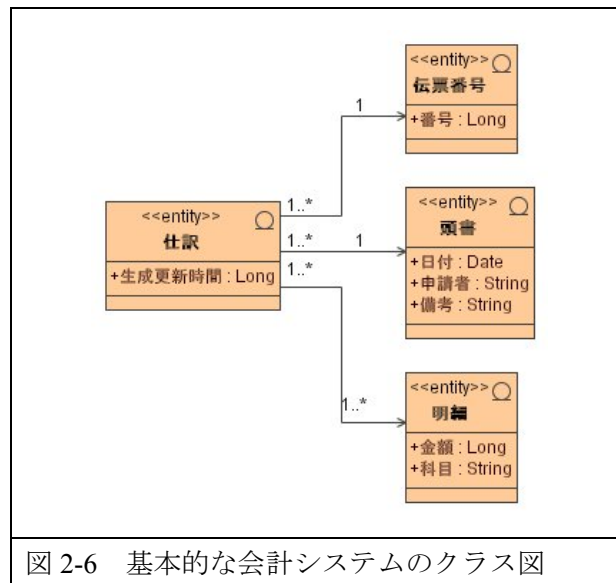 <<entity>>
伝票番号
+番号 : Long
1
1..*
<<entity>>
仕訳
+生成更新時間 : Long
1..*
1
1..*
<<entity>>
頭書
+日付 : Date
+申請者 : String
+備考 : String
1..*
<<entity>>
明細
+金額 : Long
+科目 : String
図 2-6 基本的な会計システムのクラス図